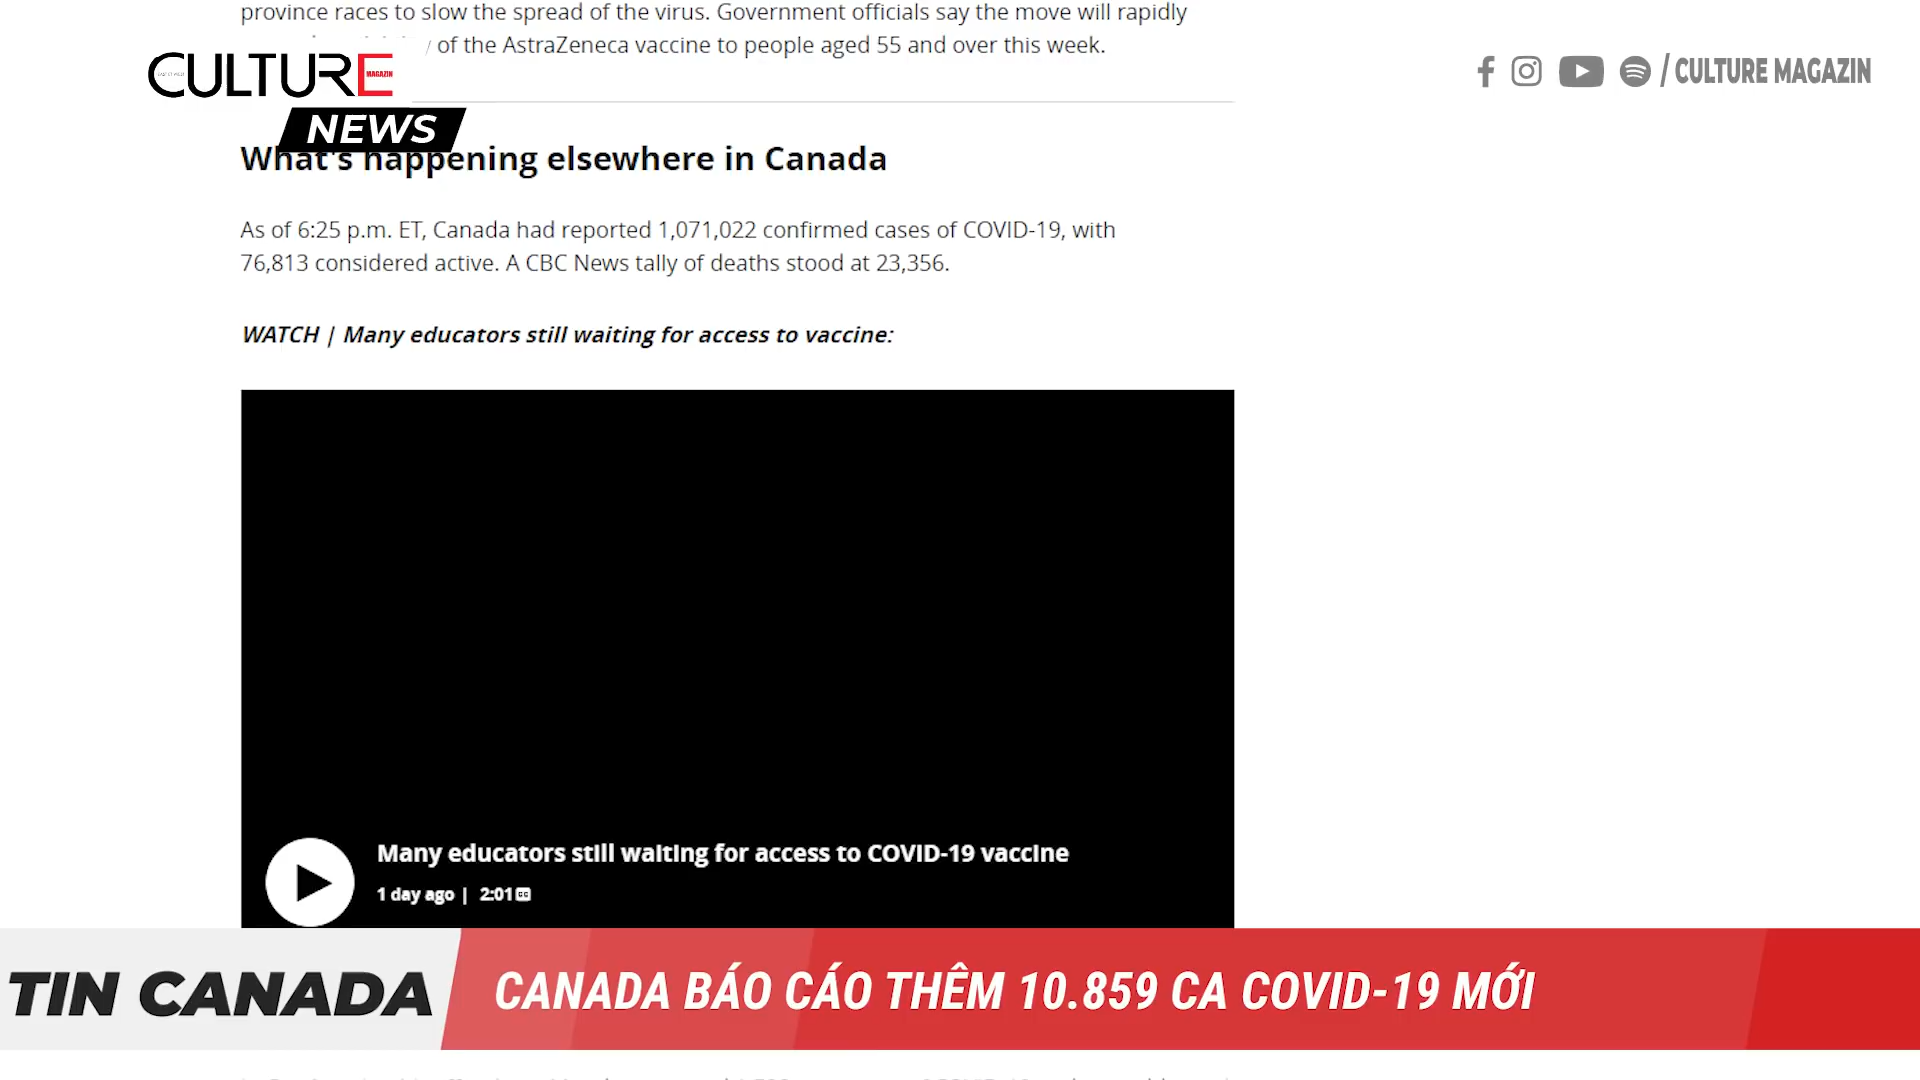 province races to slow the spread of the virus. Government officials say the move will rapidly
of the AstraZeneca vaccine to people aged 55 and over this week.
CULTURE
MAGAZIN
NEWS
/ CULTURE MAGAZIN
What's happening elsewhere in Canada
As of 6:25 p.m. ET, Canada had reported 1,071,022 confirmed cases of COVID-19, with
76,813 considered active. A CBC News tally of deaths stood at 23,356.
WATCH | Many educators still waiting for access to vaccine:
Many educators still waiting for access to COVID-19 vaccine
1 day ago | 2:01 CC
TIN CANADA
CANADA BÁO CÁO THÊM 10.859 CA COVID-19 MỚI